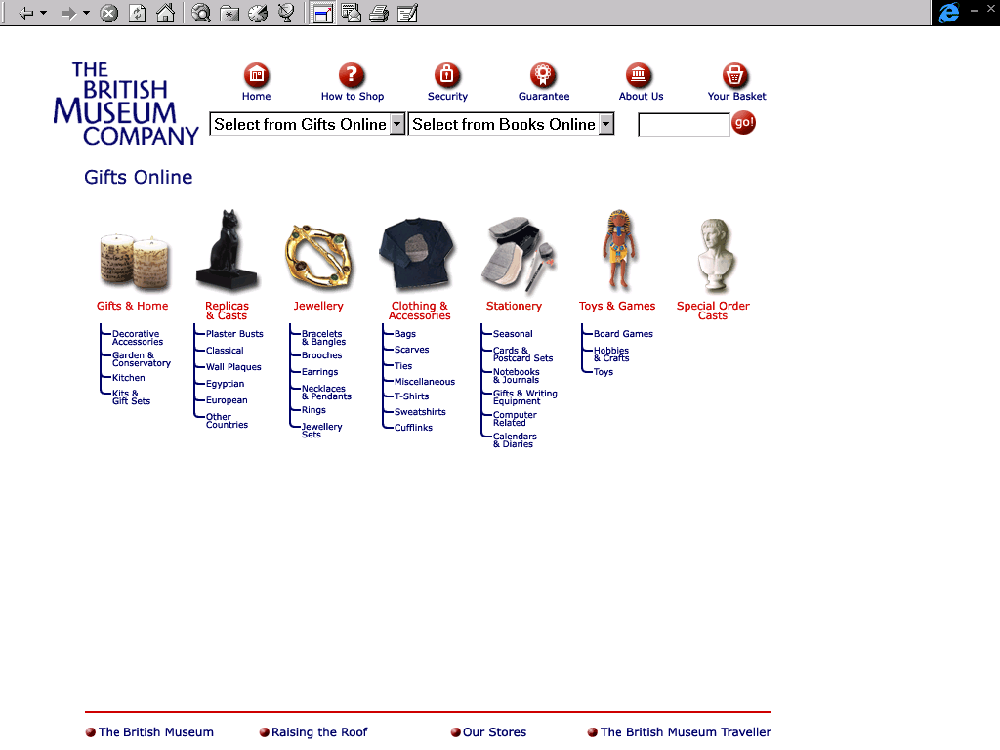 THE
BRITISH
MUSEUM
COMPANY
Home
How to Shop
Security
Guarantee
About Us
Your Basket
Select from Gifts Online
Select from Books Online
go!
Gifts Online
Gifts & Home
Decorative
Accessories
Garden &
Conservatory
Kitchen
Kits &
Gift Sets
Replicas
& Casts
Plaster Busts
Classical
Wall Plaques
Egyptian
European
Other
Countries
Jewellery
Bracelets
& Bangles
Brooches
Earrings
Necklaces
& Pendants
Rings
Jewellery
Sets
Clothing &
Accessories
Bags
Scarves
Ties
Miscellaneous
T-Shirts
Sweatshirts
Cufflinks
Stationery
Seasonal
Cards &
Postcard Sets
Notebooks
& Journals
Gifts & Writing
Equipment
Computer
Related
Calendars
& Diaries
Toys & Games
Board Games
Hobbies
& Crafts
Toys
Special Order
Casts
The British Museum
Raising the Roof
Our Stores
The British Museum Traveller